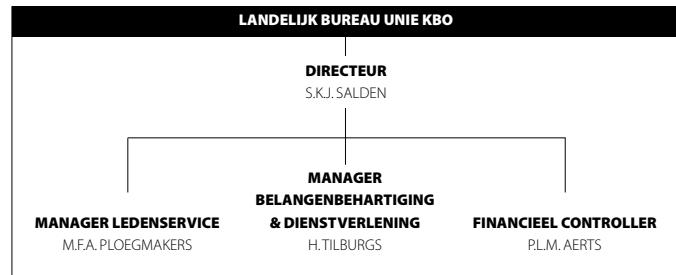 LANDELIJK BUREAU UNIE KBO
DIRECTEUR
S.K.J. SALDEN
MANAGER LEDENSERVICE
M.F.A. PLOEGMAKERS
MANAGER
BELANGENBEHARTIGING
& DIENSTVERLENING
H. TILBURGS
FINANCIEEL CONTROLLER
P.L.M. AERTS